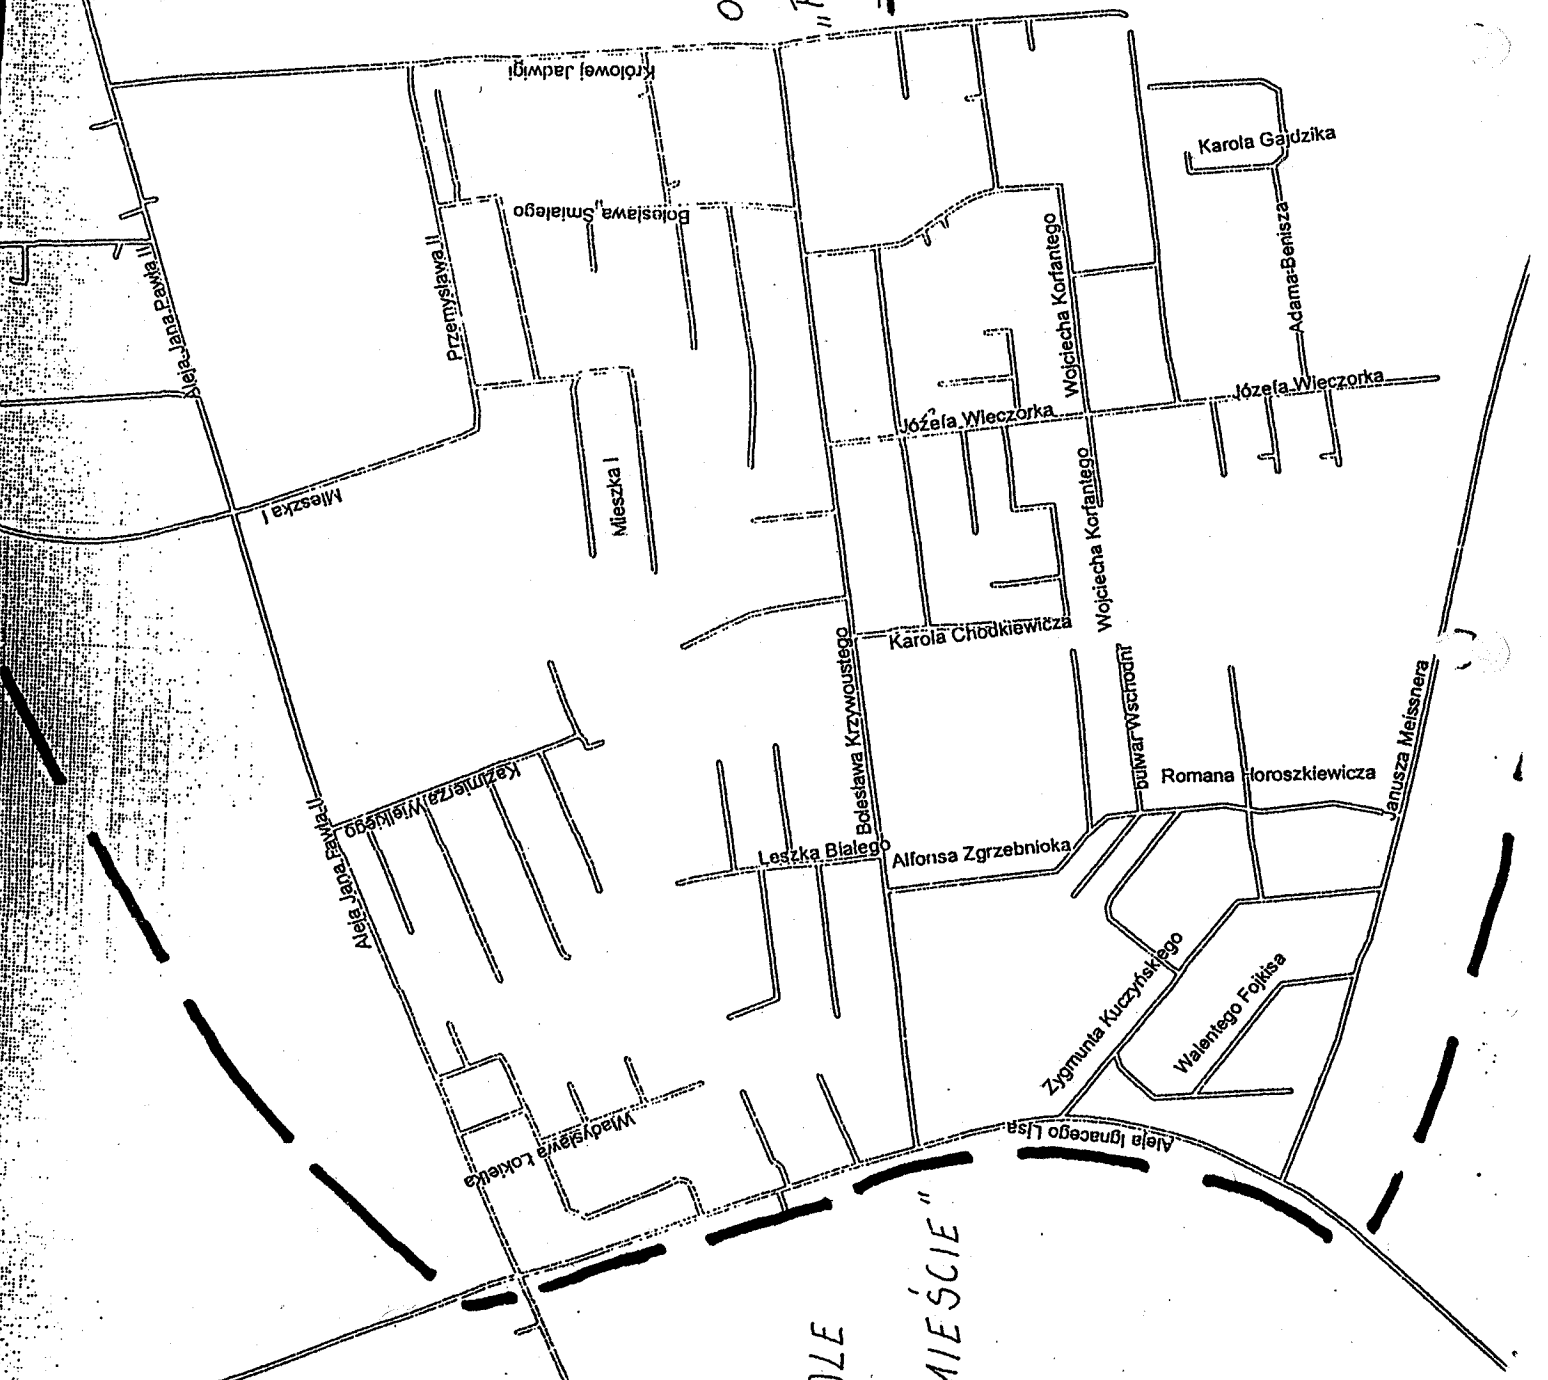 Królowej Jadwigi
Karola Gajdzika
Bolesława Śmiałego
Adama Benisza
Aleja Jana Pawła II
Przemysława II
Wojciecha Korfantego
Józefa Wieczorka
Józefa Wieczorka
Mieszka I
Mieszka I
Wojciecha Korfantego
Karola Chodkiewicza
Bolesława Krzywoustego
bulwar Wschodni
Janusza Meissnera
Romana Horoszkiewicza
Kazimierza Wielkiego
Aleja Jana Pawła II
Leszka Białego
Alfonsa Zgrzebnioka
Zygmunta Kuczyńskiego
Walentego Fojkisa
Władysława Łokietka
Aleja Ignacego Lisa
MIEŚCIE"